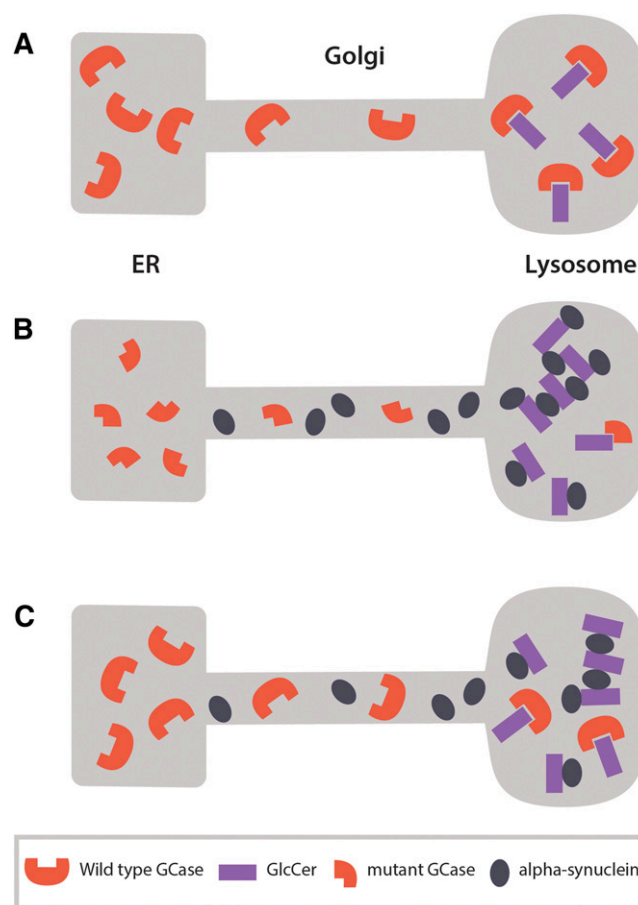 A
Golgi
ER
Lysosome
B
C
Wild type GCase GlcCer mutant GCase alpha-synuclein